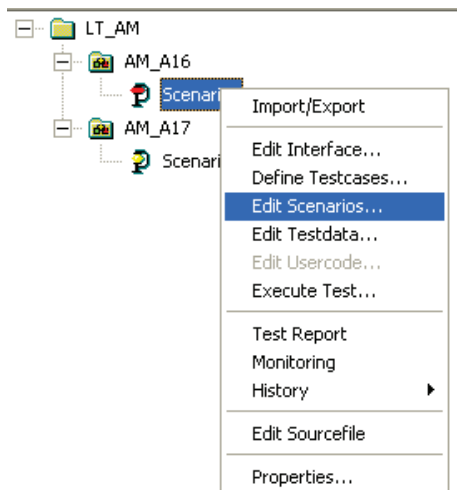 LT_AM
AM_A16
Scenari
AM_A17
Scenari
Import/Export
Edit Interface...
Define Testcases...
Edit Scenarios...
Edit Testdata...
Edit Usercode...
Execute Test...
Test Report
Monitoring
History
Edit Sourcefile
Properties...